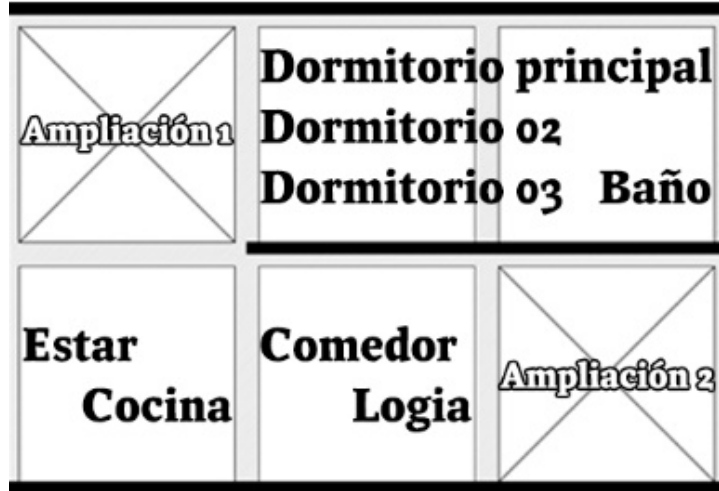 Ampliación 1
Dormitorio principal
Dormitorio 02
Dormitorio 03 Baño
Estar
Cocina
Comedor
Logia
Ampliación 2